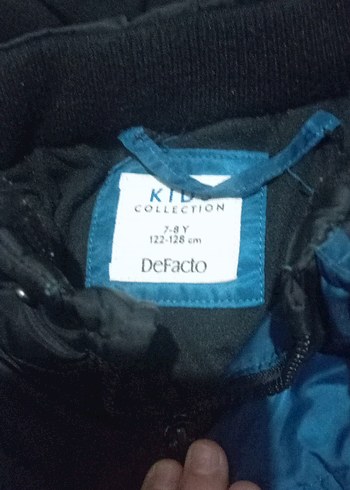 KIDS
COLLECTION
7-8 Y
122-128 cm
DeFacto